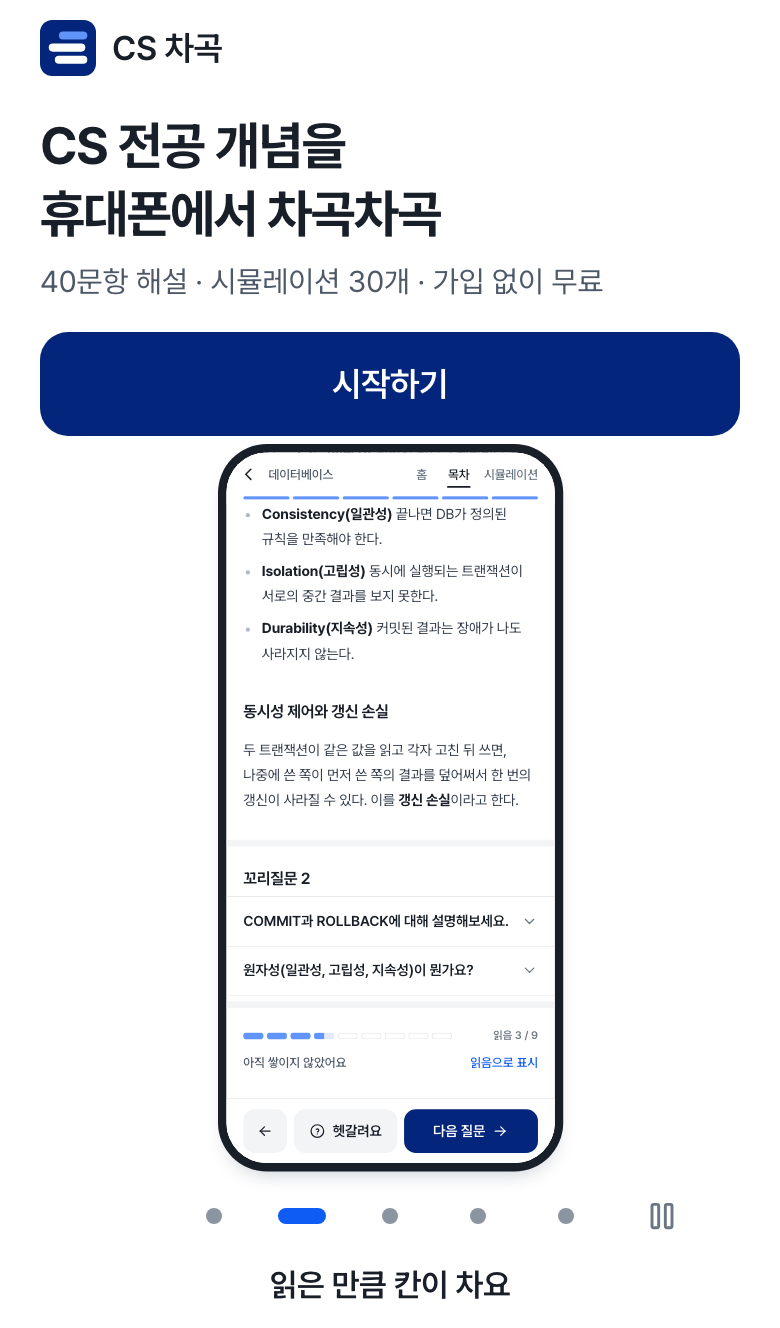 CS 차곡
CS 전공 개념을
휴대폰에서 차곡차곡
40문항 해설 · 시뮬레이션 30개 · 가입 없이 무료
시작하기
데이터베이스 홈 목차 시뮬레이션
Consistency(일관성) 끝나면 DB가 정의된
규칙을 만족해야 한다.
Isolation(고립성) 동시에 실행되는 트랜잭션이
서로의 중간 결과를 보지 못한다.
Durability(지속성) 커밋된 결과는 장애가 나도
사라지지 않는다.
동시성 제어와 갱신 손실
두 트랜잭션이 같은 값을 읽고 각자 고친 뒤 쓰면,
나중에 쓴 쪽이 먼저 쓴 쪽의 결과를 덮어써서 한 번의
갱신이 사라질 수 있다. 이를 갱신 손실이라고 한다.
꼬리질문 2
COMMIT과 ROLLBACK에 대해 설명해보세요.
원자성(일관성, 고립성, 지속성)이 뭔가요?
읽음 3 / 9
아직 쌓이지 않았어요 읽음으로 표시
헷갈려요 다음 질문
읽은 만큼 칸이 차요